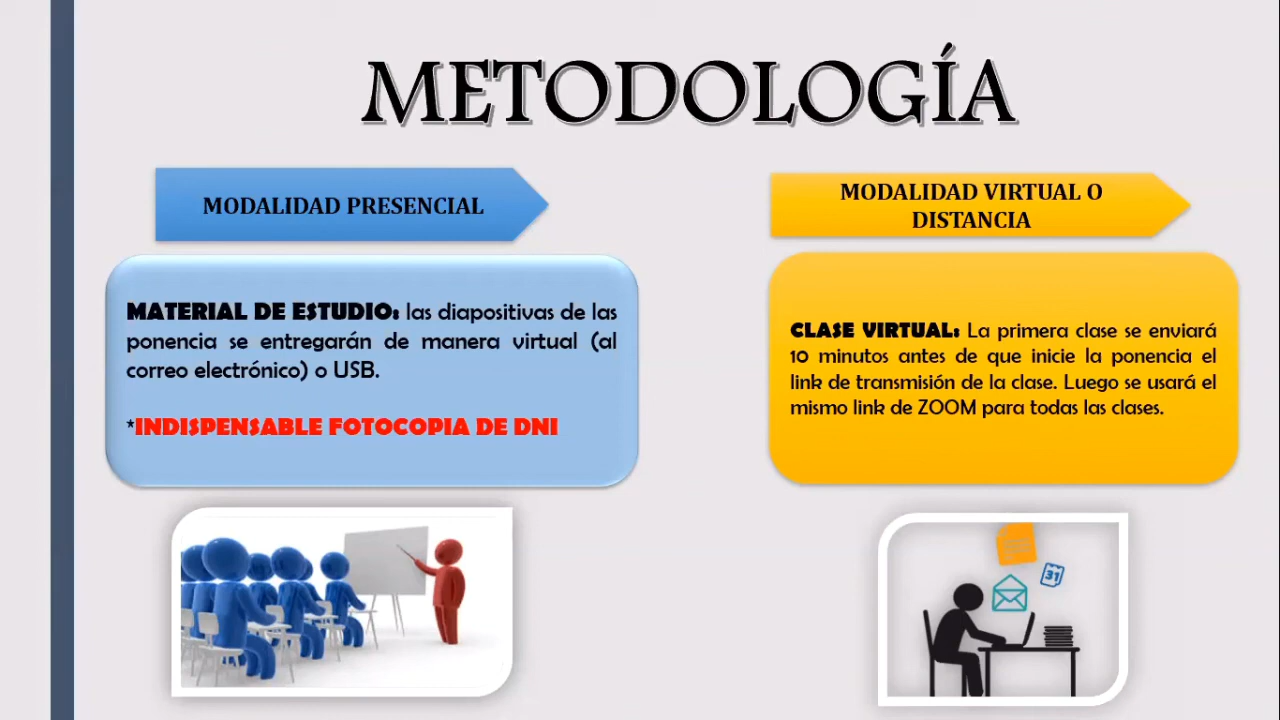 METODOLOGÍA
MODALIDAD PRESENCIAL
MATERIAL DE ESTUDIO: las diapositivas de las
ponencia se entregarán de manera virtual (al
correo electrónico) o USB.
*INDISPENSABLE FOTOCOPIA DE DNI
MODALIDAD VIRTUAL O
DISTANCIA
CLASE VIRTUAL: La primera clase se enviará
10 minutos antes de que inicie la ponencia el
link de transmisión de la clase. Luego se usará el
mismo link de ZOOM para todas las clases.
31